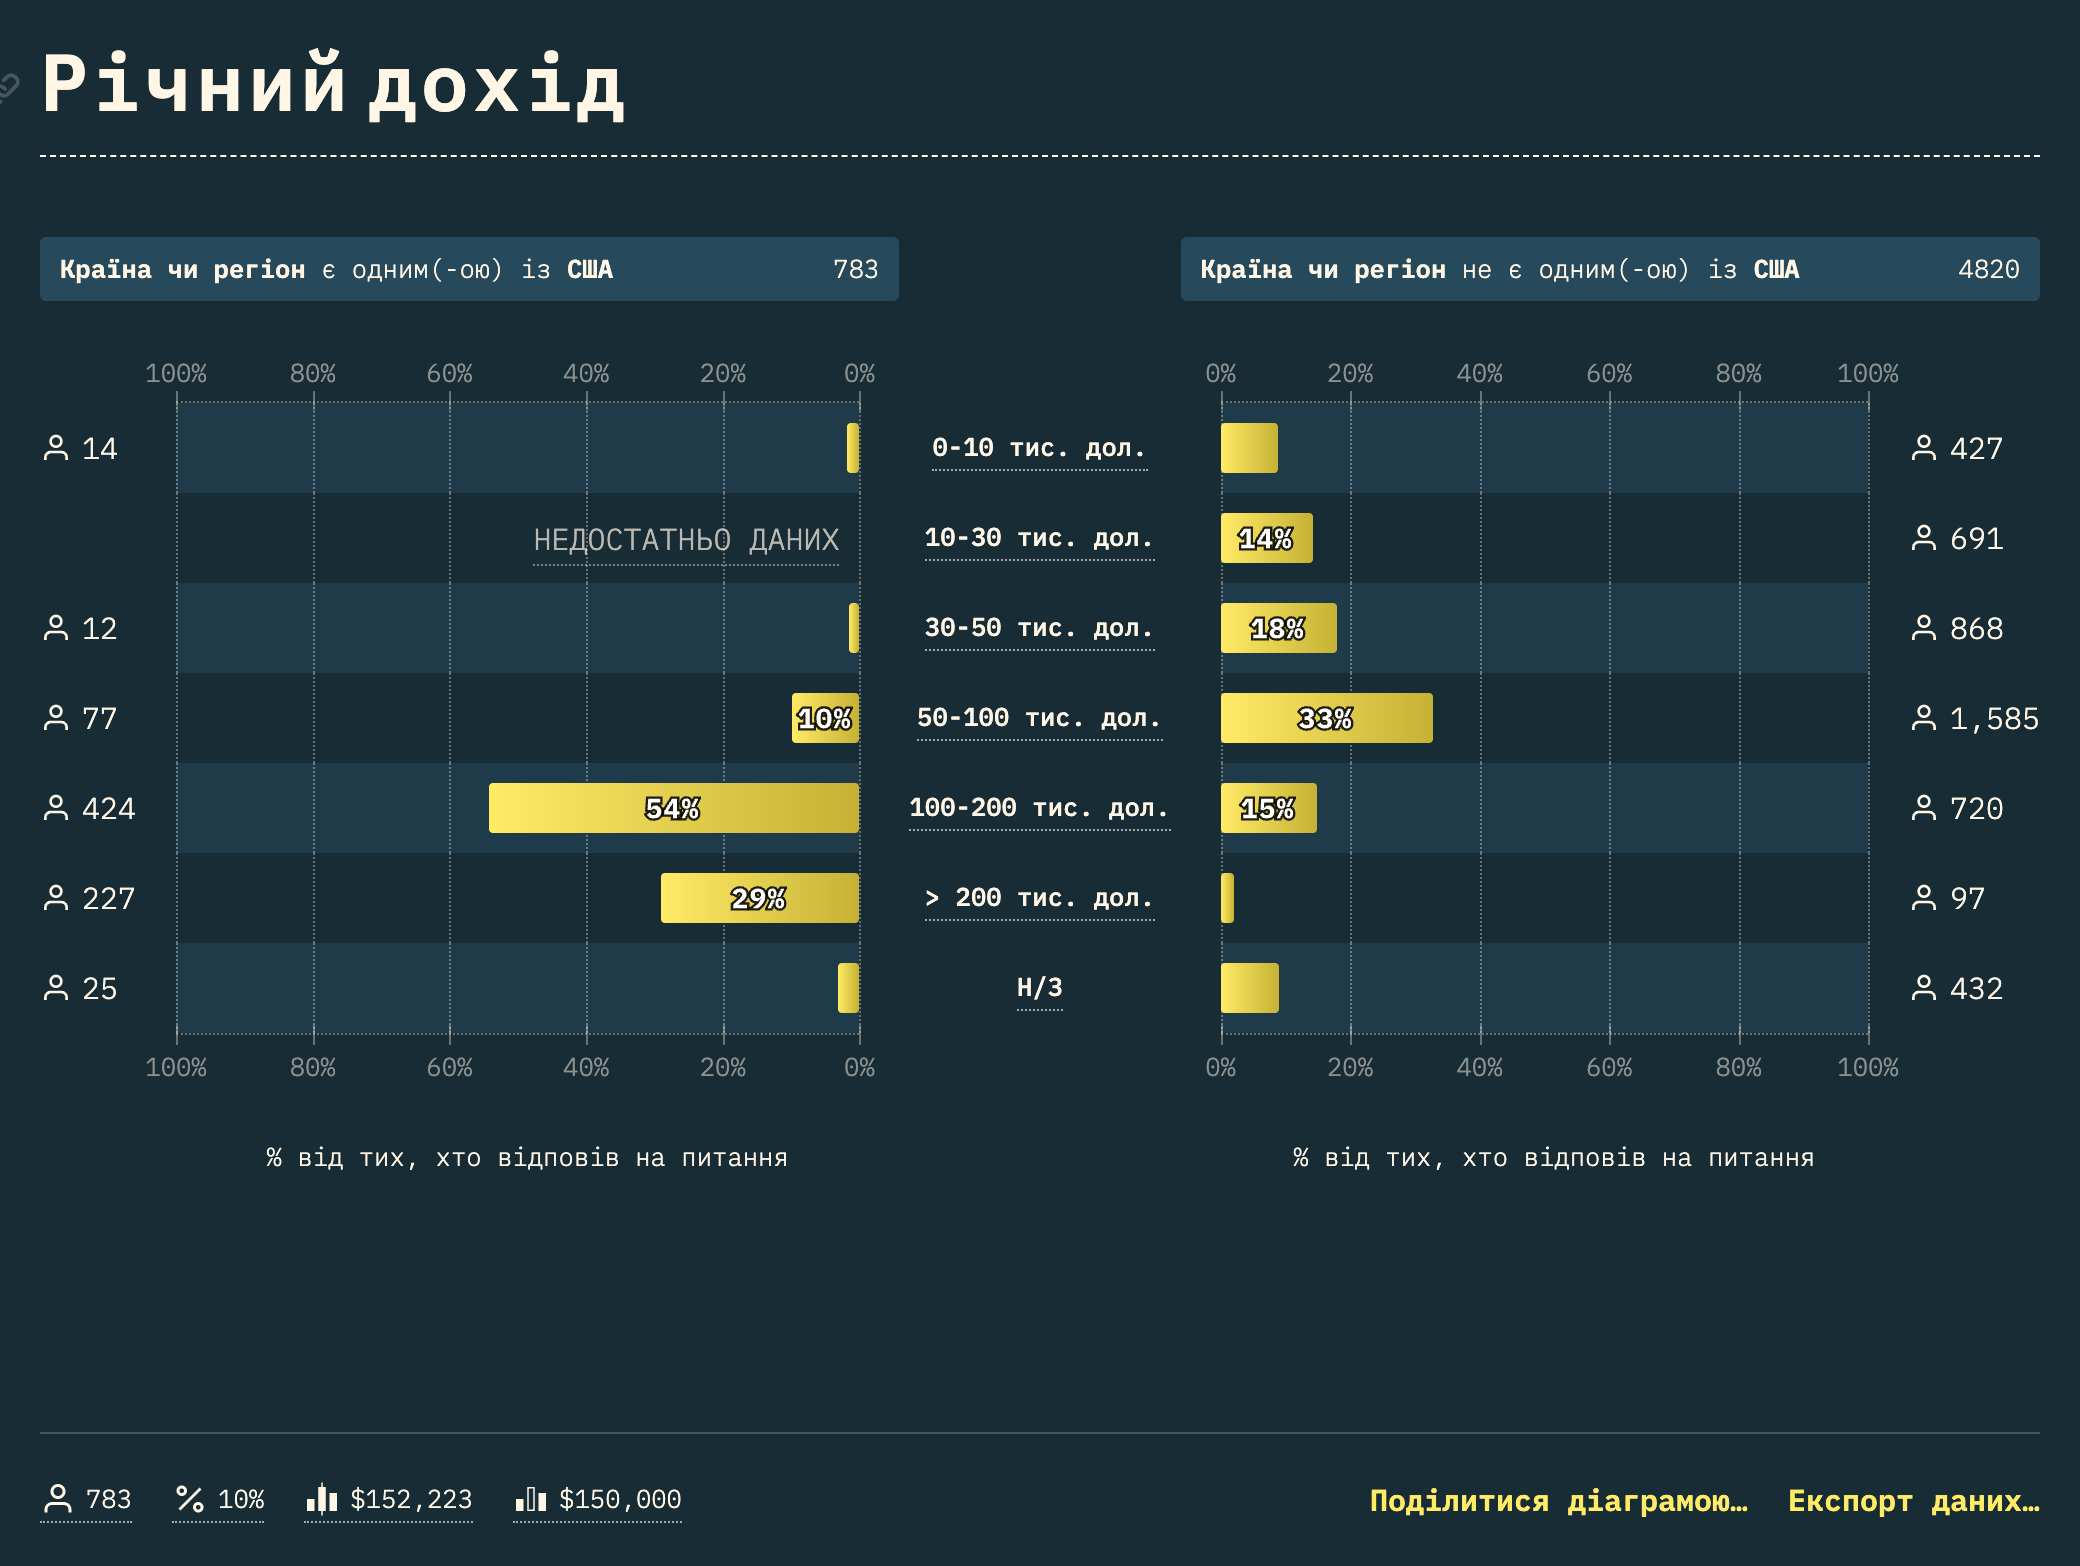 Річний дохід
Країна чи регіон є одним(-ою) із США 783
Країна чи регіон не є одним(-ою) із США 4820
100% 80% 60% 40% 20% 0%
0% 20% 40% 60% 80% 100%
14 0-10 тис. дол. 427
НЕДОСТАТНЬО ДАНИХ 10-30 тис. дол. 14% 691
12 30-50 тис. дол. 18% 868
77 10% 50-100 тис. дол. 33% 1,585
424 54% 100-200 тис. дол. 15% 720
227 29% > 200 тис. дол. 97
25 Н/З 432
100% 80% 60% 40% 20% 0%
0% 20% 40% 60% 80% 100%
% від тих, хто відповів на питання
% від тих, хто відповів на питання
783 10% $152,223 $150,000
Поділитися діаграмою… Експорт даних…